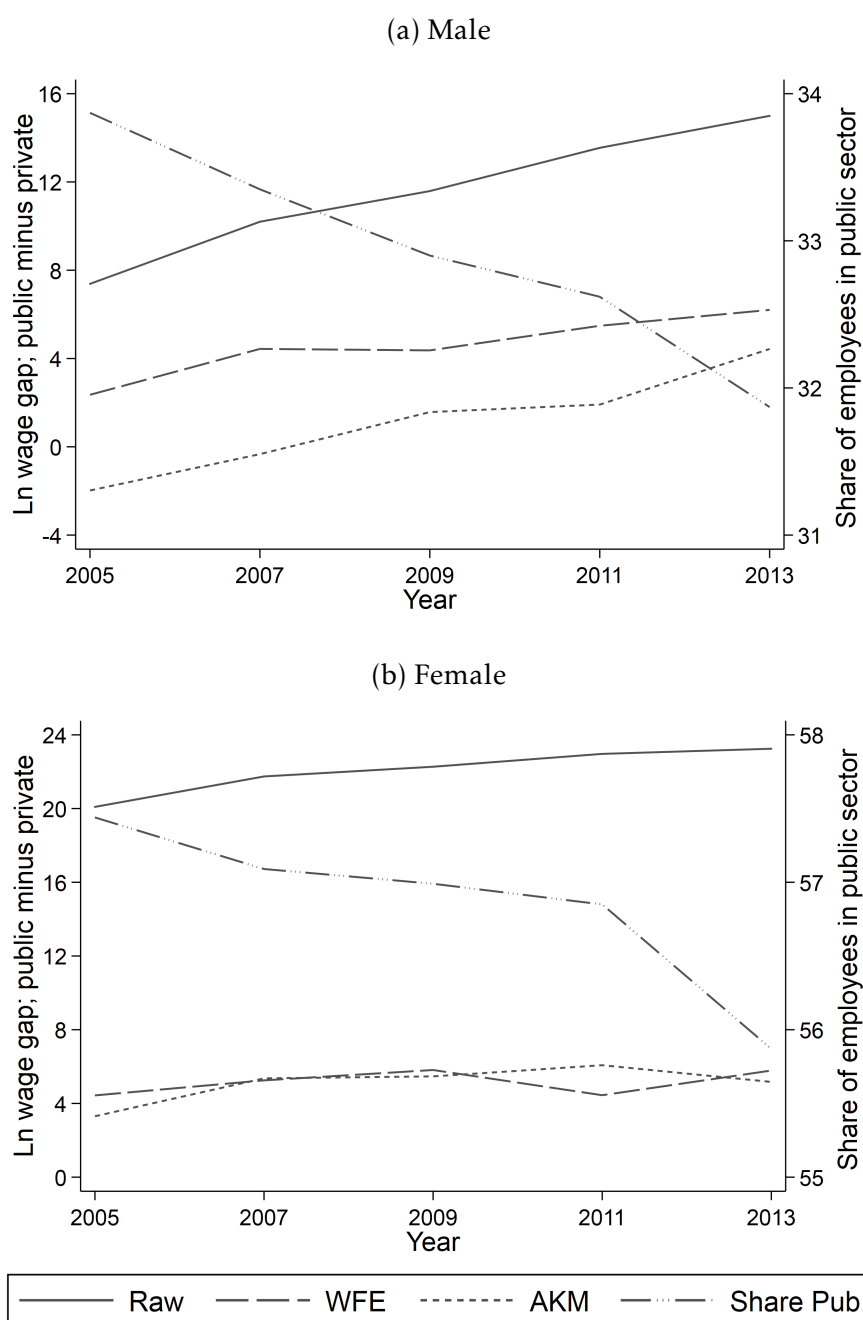 (a) Male
Ln wage gap; public minus private
Share of employees in public sector
16
12
8
4
0
-4
34
33
32
31
2005 2007 2009 2011 2013
Year
(b) Female
Ln wage gap; public minus private
Share of employees in public sector
24
20
16
12
8
4
0
58
57
56
55
2005 2007 2009 2011 2013
Year
Raw WFE AKM Share Pub.